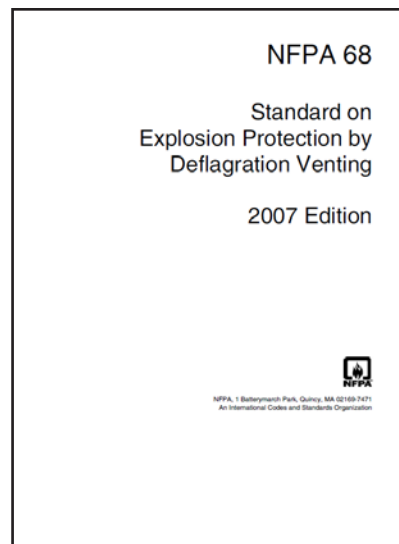 NFPA 68
Standard on
Explosion Protection by
Deflagration Venting
2007 Edition
NFPA
NFPA, 1 Batterymarch Park, Quincy, MA 02169-7471
An International Codes and Standards Organization